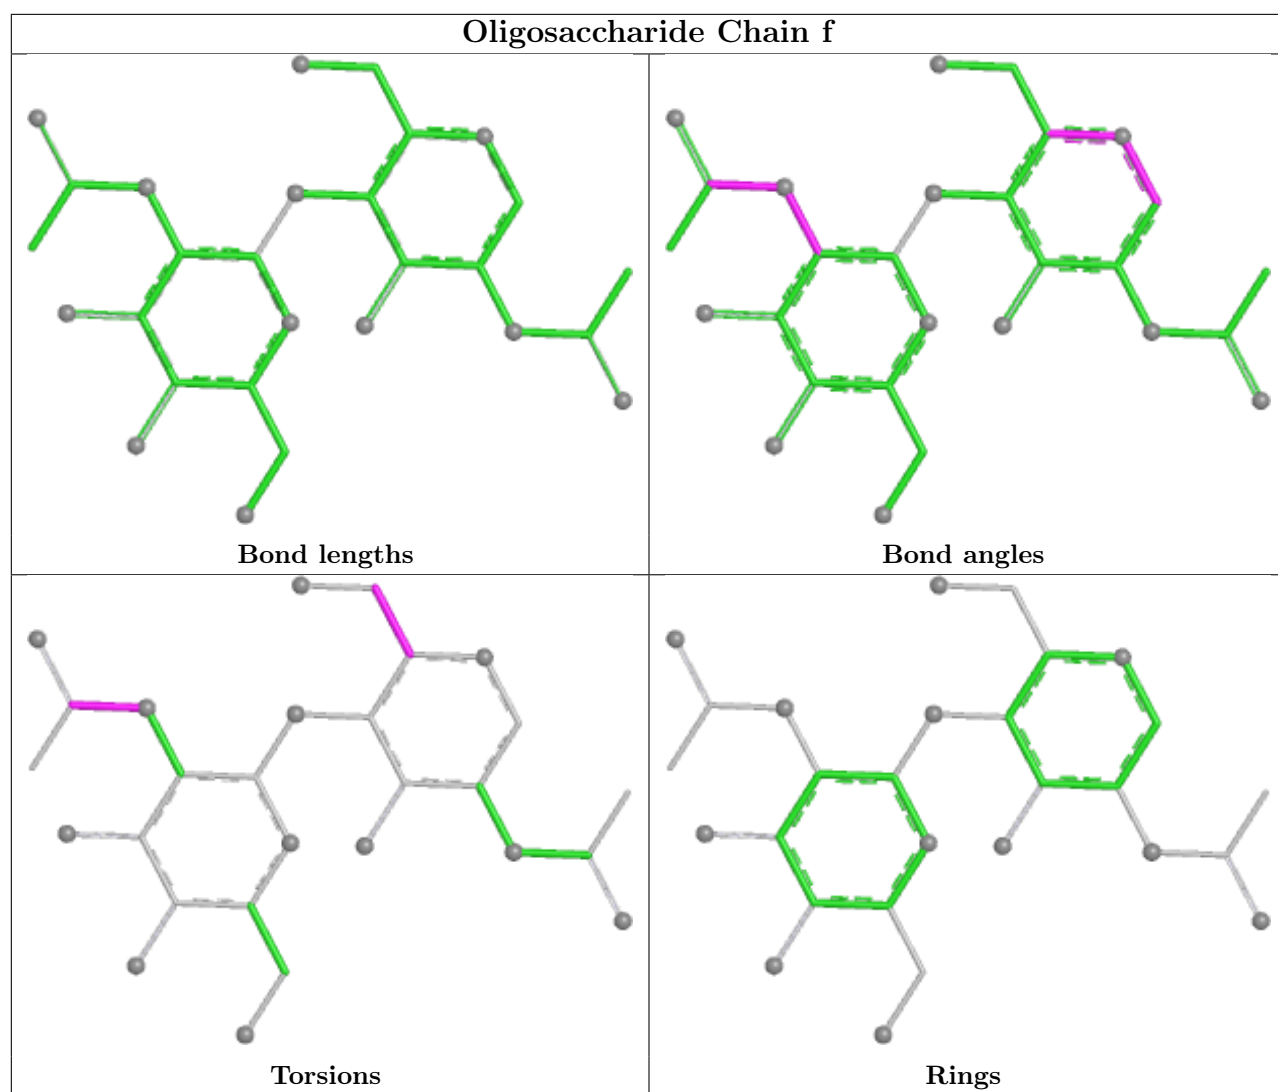 Oligosaccharide Chain f
Bond lengths
Bond angles
Torsions
Rings